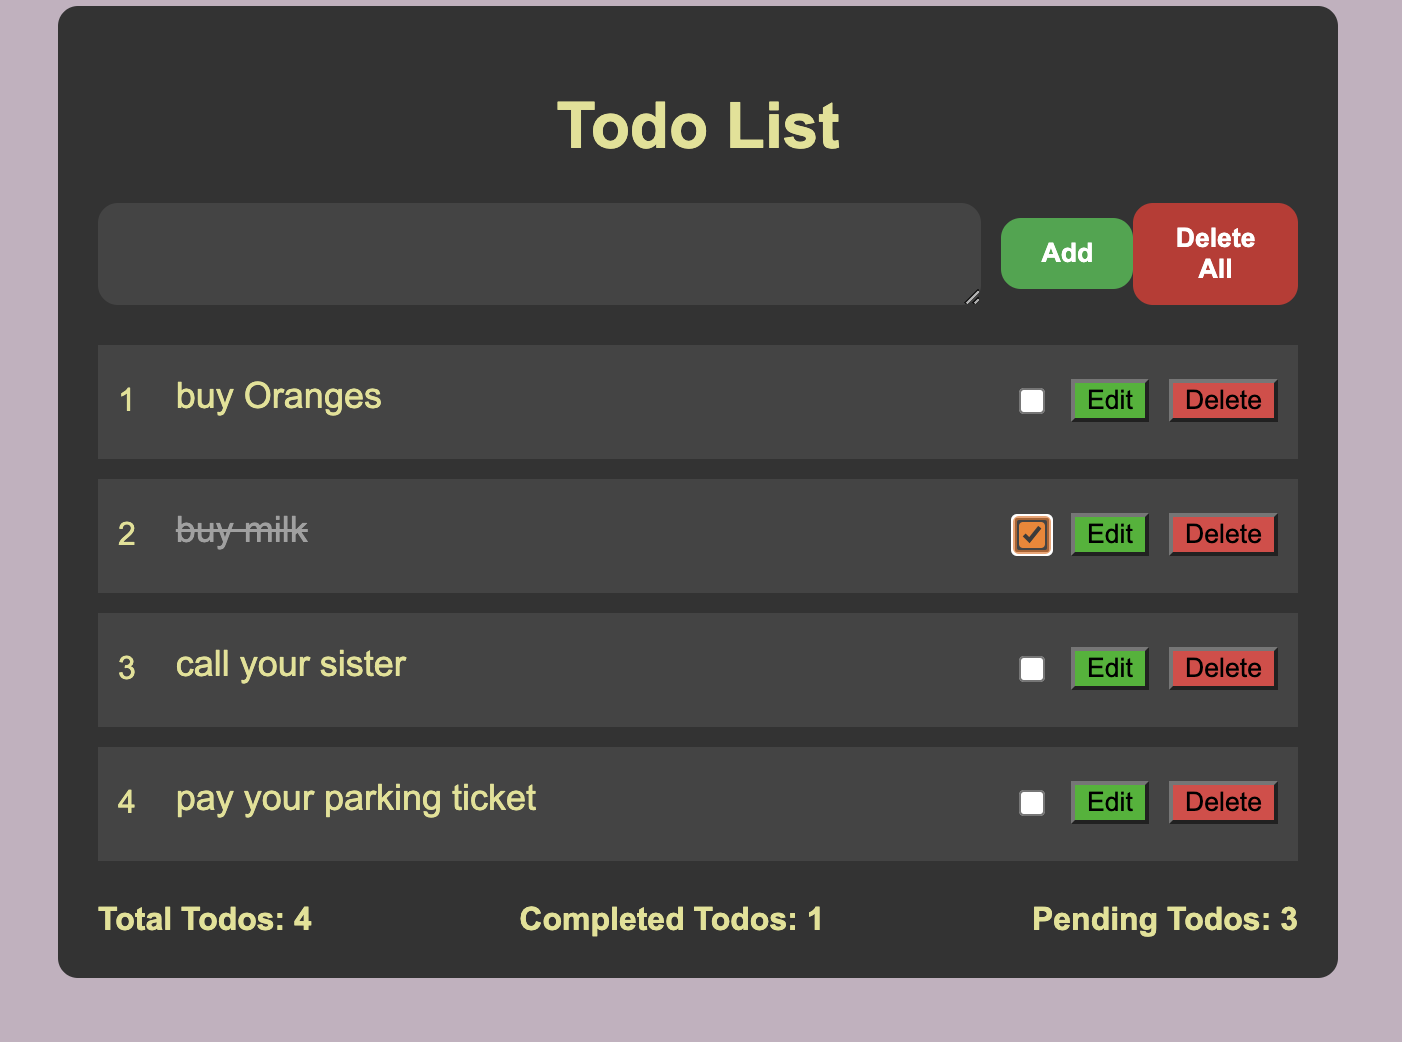 Todo List
Add
Delete
All
1 buy Oranges Edit Delete
2 buy milk Edit Delete
3 call your sister Edit Delete
4 pay your parking ticket Edit Delete
Total Todos: 4 Completed Todos: 1 Pending Todos: 3